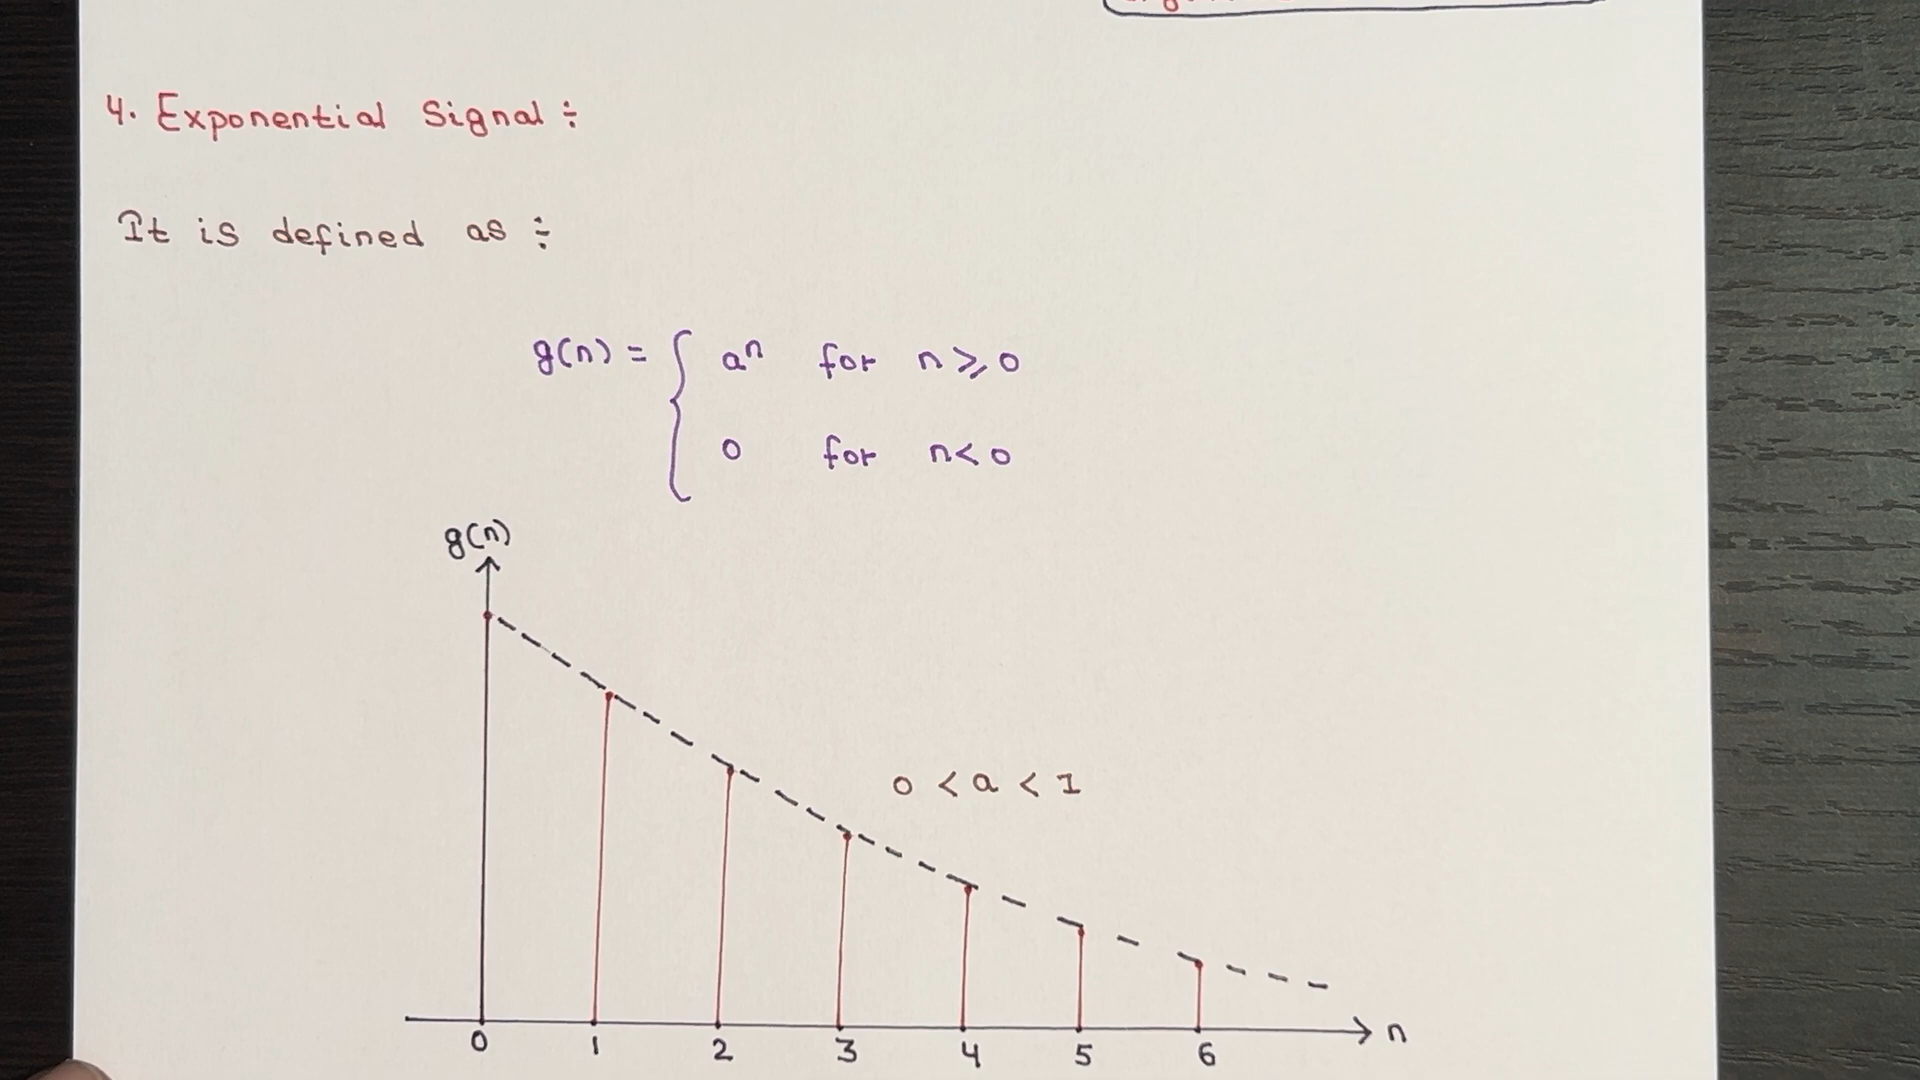 4. Exponential Signal ÷
It is defined as ÷
g(n) = { aⁿ for n ⩾ 0
0 for n < 0
g(n)
0 < a < 1
0 1 2 3 4 5 6 n